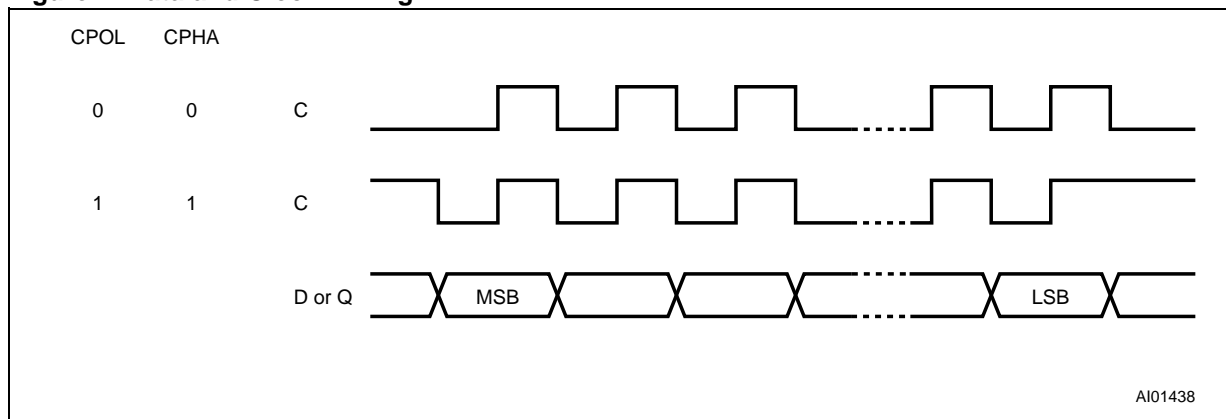 CPOL CPHA
0 0 C
1 1 C
D or Q MSB LSB
AI01438